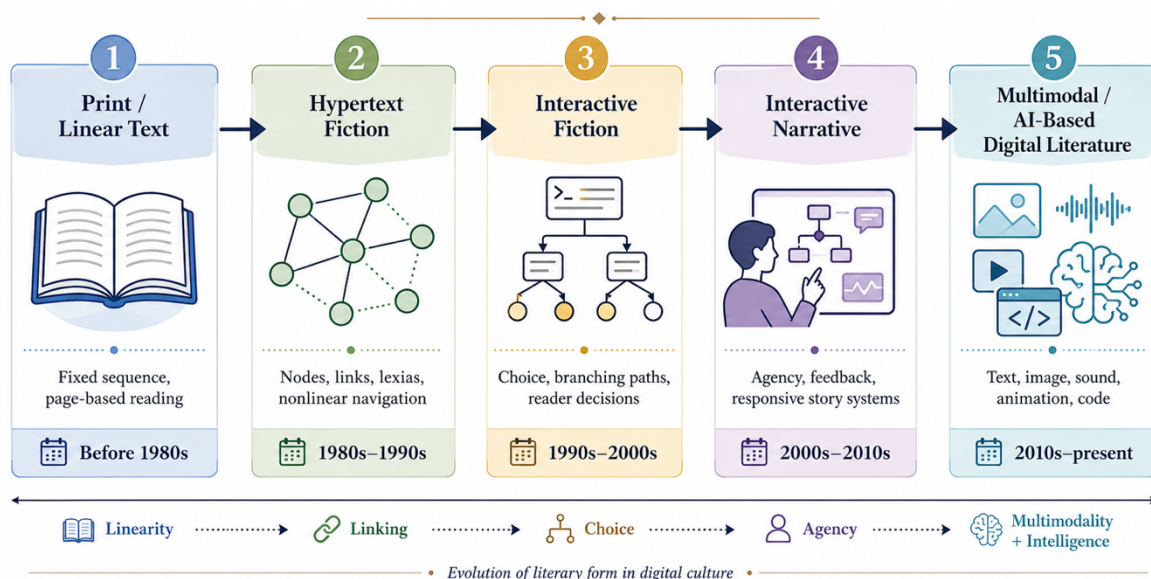 1
Print /
Linear Text
Fixed sequence,
page-based reading
Before 1980s
2
Hypertext
Fiction
Nodes, links, lexias,
nonlinear navigation
1980s–1990s
3
Interactive
Fiction
>_
Choice, branching paths,
reader decisions
1990s–2000s
4
Interactive
Narrative
Agency, feedback,
responsive story systems
2000s–2010s
5
Multimodal /
AI-Based
Digital Literature
</>
Text, image, sound,
animation, code
2010s–present
Linearity
Linking
Choice
Agency
Multimodality
+ Intelligence
Evolution of literary form in digital culture